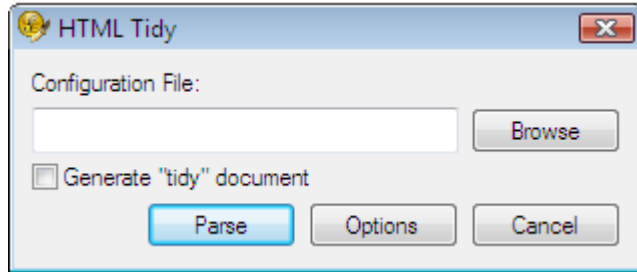 HTML Tidy
Configuration File:
Browse
Generate "tidy" document
Parse Options Cancel